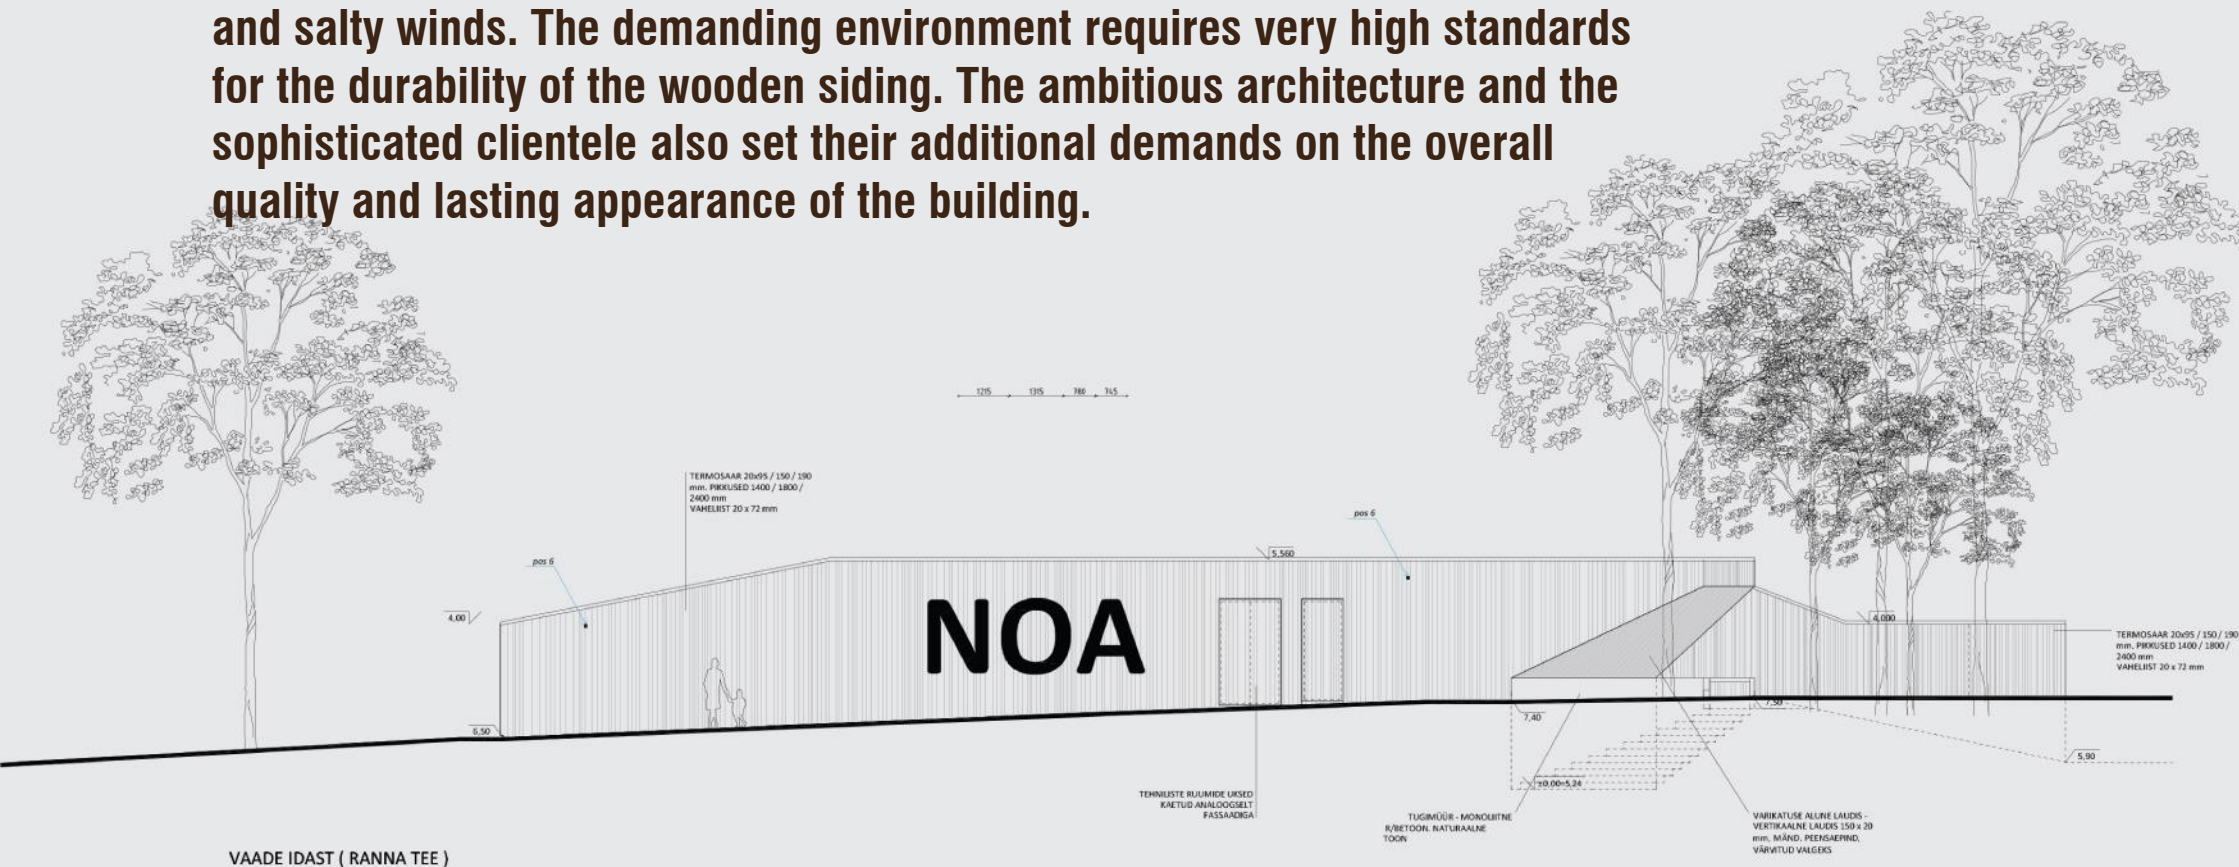 and salty winds. The demanding environment requires very high standards
for the durability of the wooden siding. The ambitious architecture and the
sophisticated clientele also set their additional demands on the overall
quality and lasting appearance of the building.
1215 1315 780 745
TERMOSAAR 20x95 / 150 / 190
mm. PIKKUSED 1400 / 1800 /
2400 mm
VAHELIIST 20 x 72 mm
pos 6
5,560
pos 6
4,00
NOA
4,000
TERMOSAAR 20x95 / 150 / 190
mm. PIKKUSED 1400 / 1800 /
2400 mm
VAHELIIST 20 x 72 mm
7,50
7,40
6,50
5,90
±0.00=5,24
TEHNILISTE RUUMIDE UKSED
KAETUD ANALOOGSELT
FASSAADIGA
TUGIMÜÜR - MONOLIITNE
R/BETOON. NATURAALNE
TOON
VARIKATUSE ALUNE LAUDIS -
VERTIKAALNE LAUDIS 150 x 20
mm, MÄND, PEENSAEPIND,
VÄRVITUD VALGEKS
VAADE IDAST ( RANNA TEE )